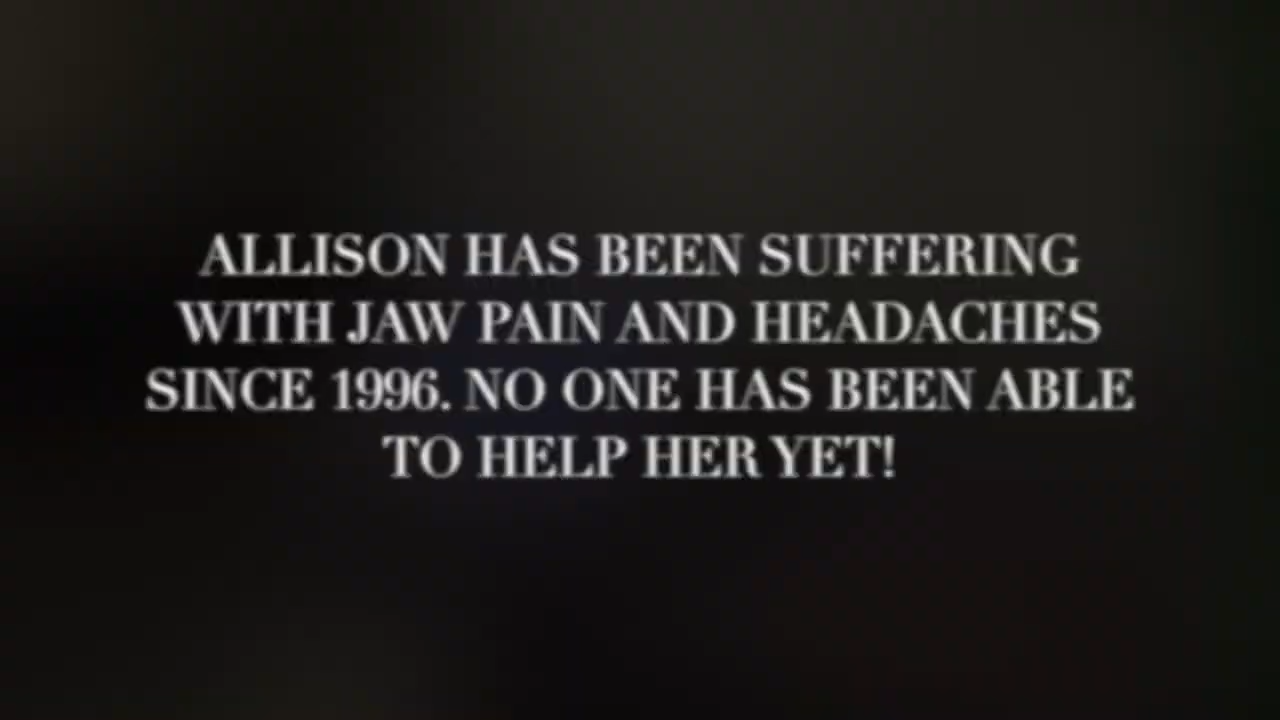 ALLISON HAS BEEN SUFFERING
WITH JAW PAIN AND HEADACHES
SINCE 1996. NO ONE HAS BEEN ABLE
TO HELP HER YET!